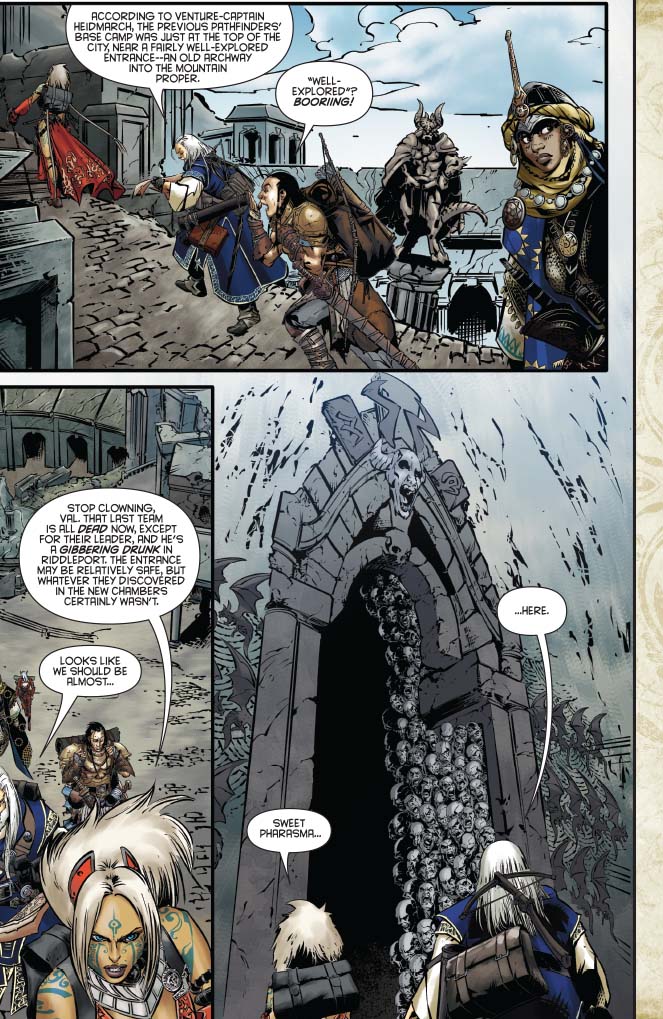 ACCORDING TO VENTURE-CAPTAIN
HEIDMARCH, THE PREVIOUS PATHFINDERS'
BASE CAMP WAS JUST AT THE TOP OF THE
CITY, NEAR A FAIRLY WELL-EXPLORED
ENTRANCE--AN OLD ARCHWAY
INTO THE MOUNTAIN
PROPER.
"WELL-
EXPLORED"?
BOORIING!
STOP CLOWNING,
VAL. THAT LAST TEAM
IS ALL DEAD NOW, EXCEPT
FOR THEIR LEADER, AND HE'S
A GIBBERING DRUNK IN
RIDDLEPORT. THE ENTRANCE
MAY BE RELATIVELY SAFE, BUT
WHATEVER THEY DISCOVERED
IN THE NEW CHAMBERS
CERTAINLY WASN'T.
LOOKS LIKE
WE SHOULD BE
ALMOST...
...HERE.
SWEET
PHARASMA...